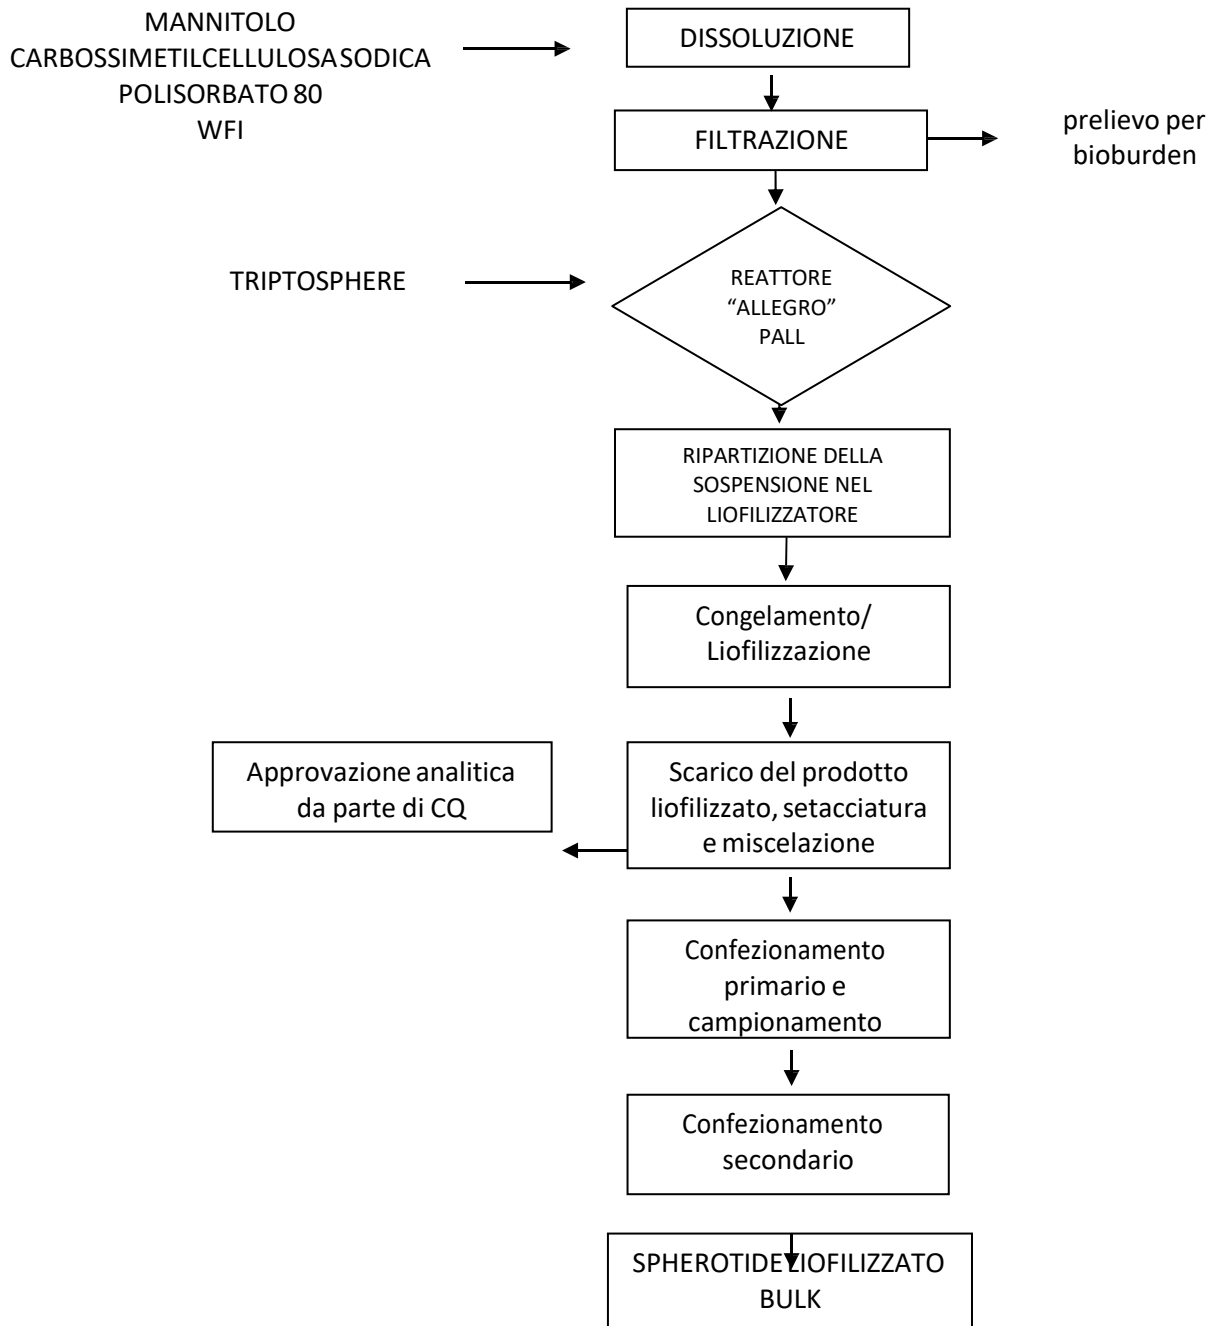 MANNITOLO
CARBOSSIMETILCELLULOSA SODICA
POLISORBATO 80
WFI
DISSOLUZIONE
FILTRAZIONE
prelievo per
bioburden
TRIPTOSPHERE
REATTORE
“ALLEGRO”
PALL
RIPARTIZIONE DELLA
SOSPENSIONE NEL
LIOFILIZZATORE
Congelamento/
Liofilizzazione
Approvazione analitica
da parte di CQ
Scarico del prodotto
liofilizzato, setacciatura
e miscelazione
Confezionamento
primario e
campionamento
Confezionamento
secondario
SPHEROTIDE LIOFILIZZATO
BULK